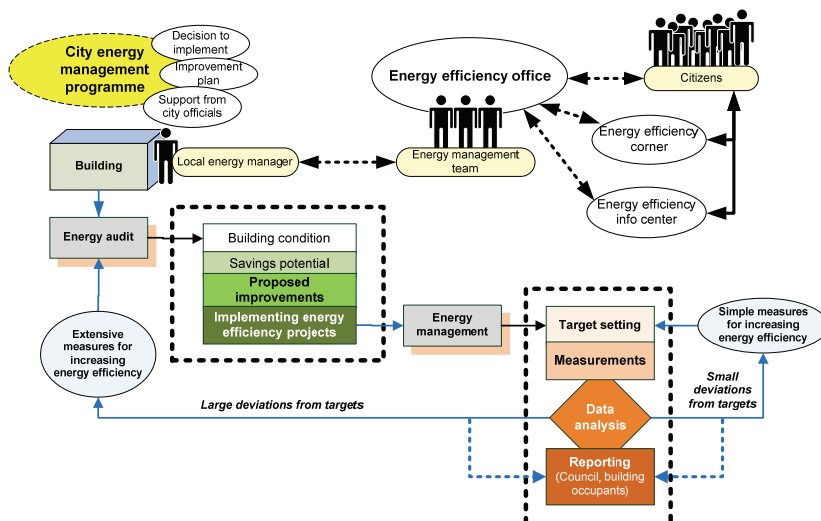 City energy
management
programme
Decision to
implement
Improvement
plan
Support from
city officials
Energy efficiency office
Citizens
Energy efficiency
corner
Energy efficiency
info center
Building
Local energy manager
Energy management
team
Energy audit
Building condition
Savings potential
Proposed
improvements
Implementing energy
efficiency projects
Energy
management
Target setting
Measurements
Simple measures
for increasing
energy efficiency
Extensive
measures for
increasing
energy efficiency
Large deviations from targets
Data
analysis
Small
deviations
from targets
Reporting
(Council, building
occupants)